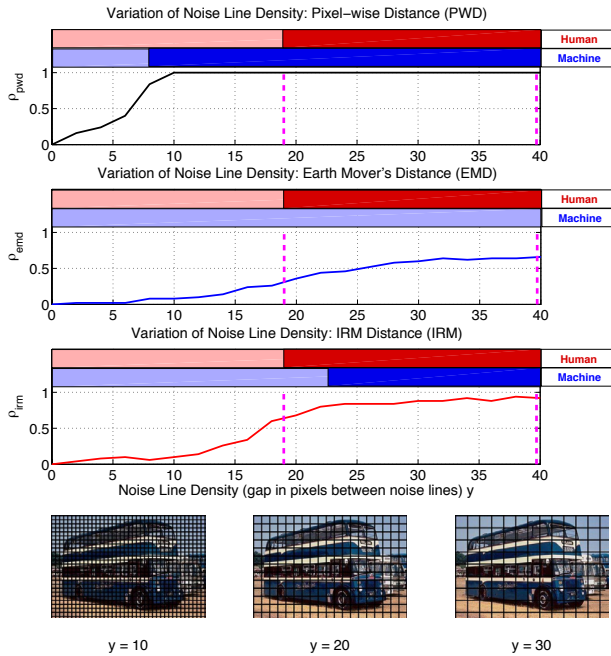 Variation of Noise Line Density: Pixel−wise Distance (PWD)
Human
Machine
1
0.5
0
ρpwd
0 5 10 15 20 25 30 35 40
Variation of Noise Line Density: Earth Mover's Distance (EMD)
Human
Machine
1
0.5
0
ρemd
0 5 10 15 20 25 30 35 40
Variation of Noise Line Density: IRM Distance (IRM)
Human
Machine
1
0.5
0
ρirm
0 5 10 15 20 25 30 35 40
Noise Line Density (gap in pixels between noise lines) y
y = 10 y = 20 y = 30